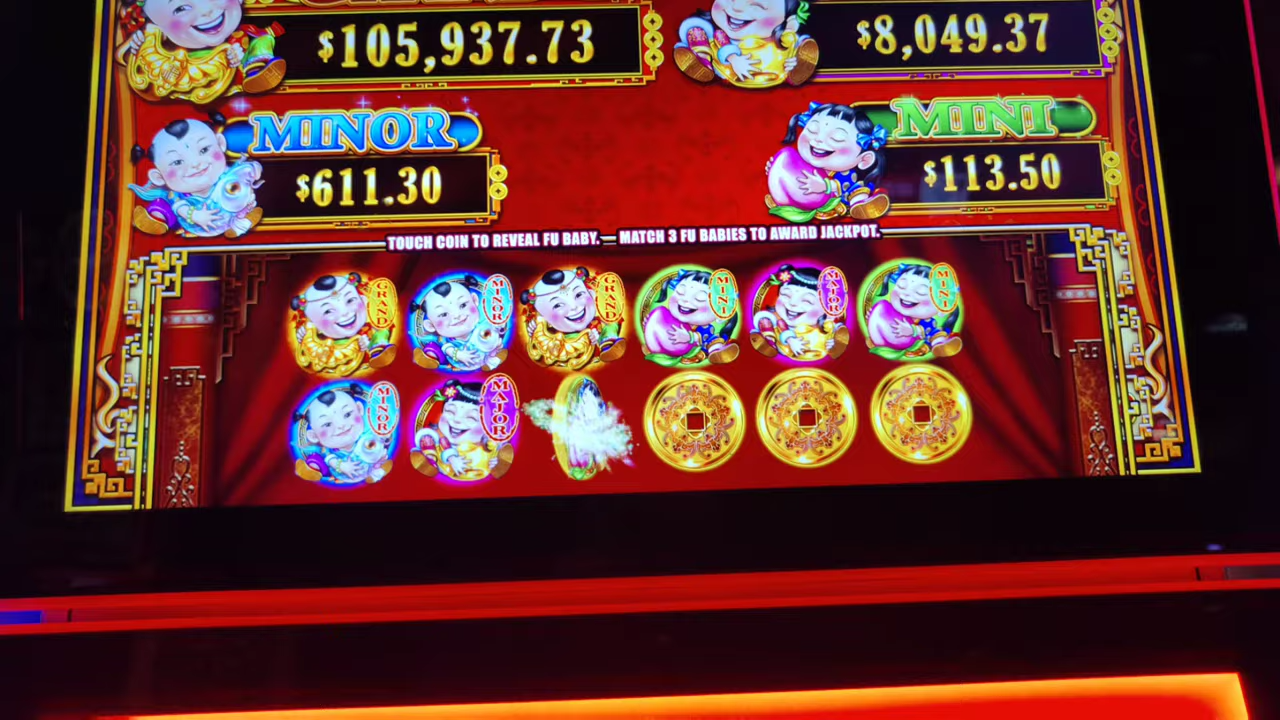 $105,937.73
$8,049.37
MINOR
MINI
$611.30
$113.50
TOUCH COIN TO REVEAL FU BABY. — MATCH 3 FU BABIES TO AWARD JACKPOT.
GRAND
MINOR
GRAND
MINI
MAJOR
MINI
MINOR
MAJOR